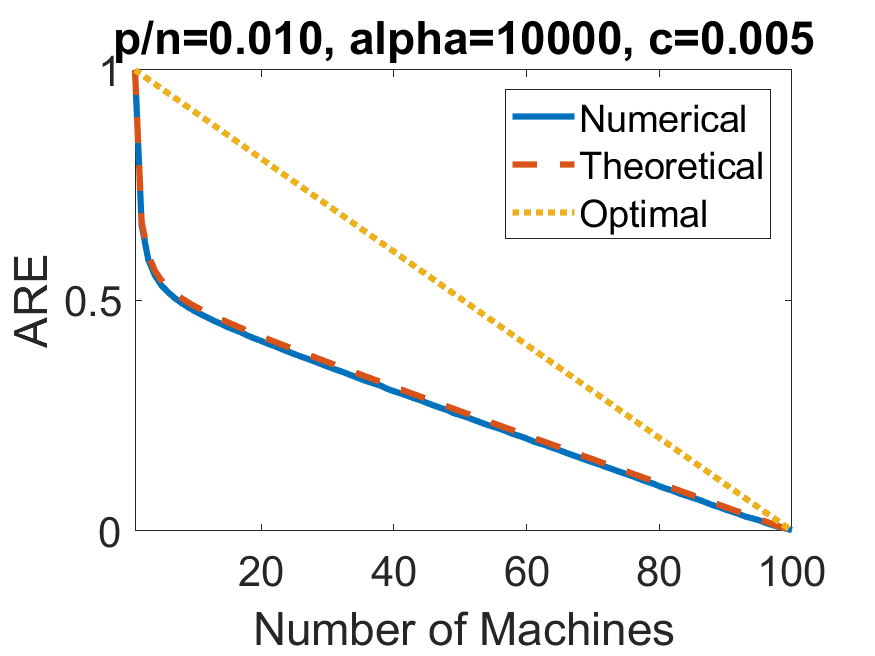 p/n=0.010, alpha=10000, c=0.005
1
0.5
0
ARE
Numerical
Theoretical
Optimal
20 40 60 80 100
Number of Machines